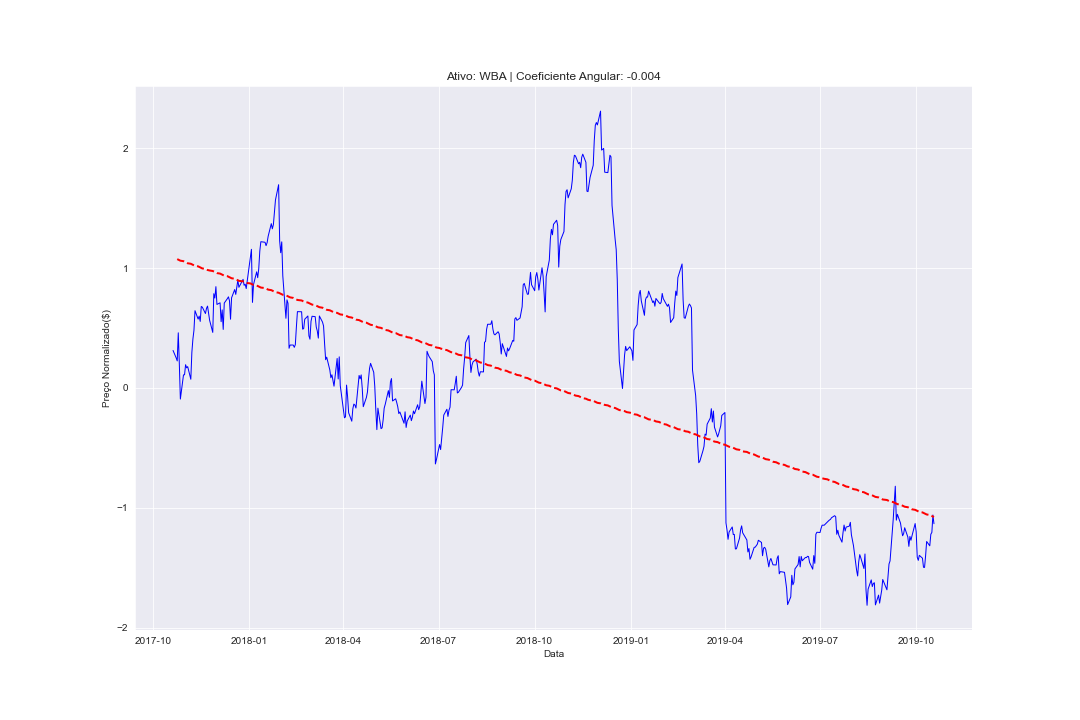 Ativo: WBA | Coeficiente Angular: -0.004
Preço Normalizado($)
2
1
0
−1
−2
2017-10 2018-01 2018-04 2018-07 2018-10 2019-01 2019-04 2019-07 2019-10
Data